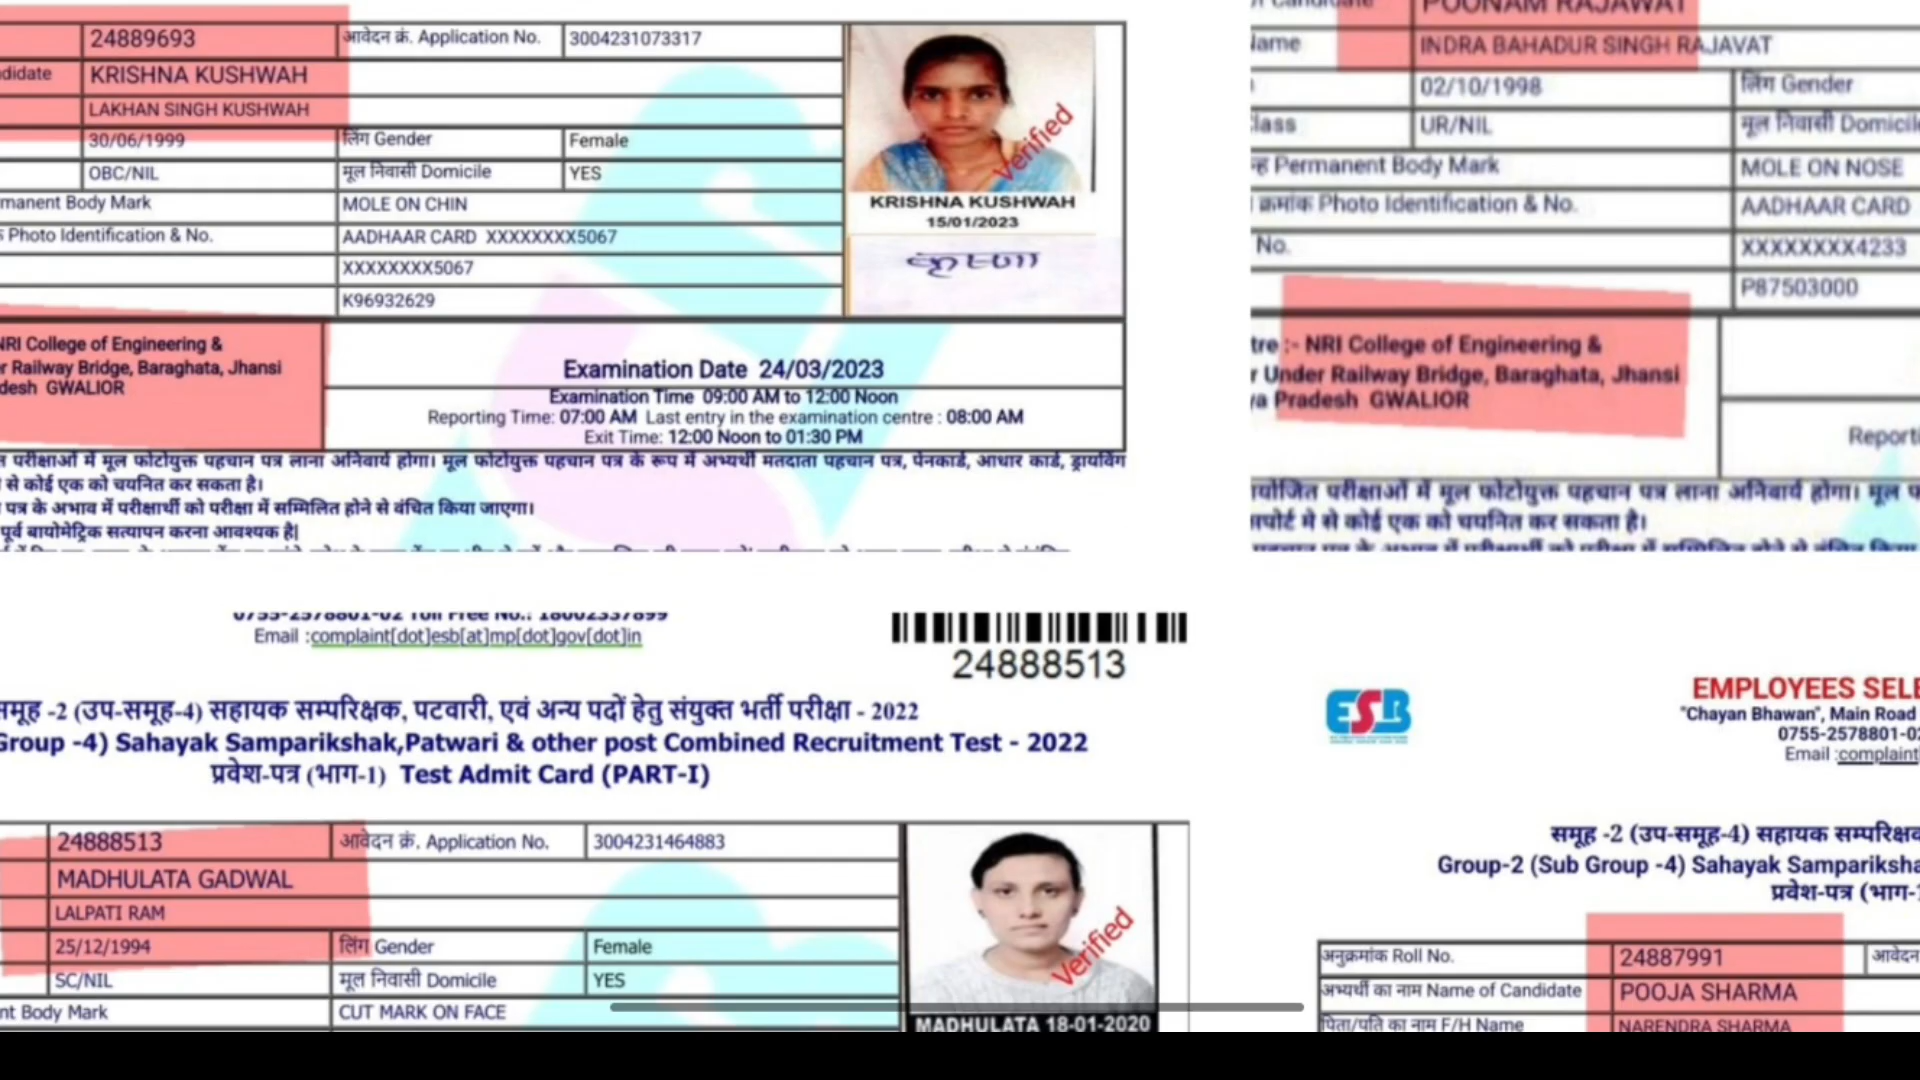 24889693 आवेदन क्रं. Application No. 3004231073317
didate KRISHNA KUSHWAH
LAKHAN SINGH KUSHWAH
30/06/1999 लिंग Gender Female
OBC/NIL मूल निवासी Domicile YES
manent Body Mark MOLE ON CHIN
Photo Identification & No. AADHAAR CARD XXXXXXXX5067
XXXXXXXX5067
K96932629
Verified
KRISHNA KUSHWAH
15/01/2023
कृष्णा
NRI College of Engineering &
r Railway Bridge, Baraghata, Jhansi
desh GWALIOR
Examination Date 24/03/2023
Examination Time 09:00 AM to 12:00 Noon
Reporting Time: 07:00 AM Last entry in the examination centre : 08:00 AM
Exit Time: 12:00 Noon to 01:30 PM
त परीक्षाओं में मूल फोटोयुक्त पहचान पत्र लाना अनिवार्य होगा। मूल फोटोयुक्त पहचान पत्र के रूप में अभ्यर्थी मतदाता पहचान पत्र, पेनकार्ड, आधार कार्ड, ड्रायविंग
से कोई एक को चयनित कर सकता है।
पत्र के अभाव में परीक्षार्थी को परीक्षा में सम्मिलित होने से वंचित किया जाएगा।
पूर्व बायोमेट्रिक सत्यापन करना आवश्यक है|
POONAM RAJAWAT
lame INDRA BAHADUR SINGH RAJAVAT
02/10/1998 लिंग Gender
lass UR/NIL मूल निवासी Domicile
न्ह Permanent Body Mark MOLE ON NOSE
क्रमांक Photo Identification & No. AADHAAR CARD
No. XXXXXXXX4233
P87503000
tre :- NRI College of Engineering &
r Under Railway Bridge, Baraghata, Jhansi
ya Pradesh GWALIOR
Reporti
योजित परीक्षाओं में मूल फोटोयुक्त पहचान पत्र लाना अनिवार्य होगा। मूल
सपोर्ट मे से कोई एक को चयनित कर सकता है।
0755-2578801-02 Toll Free No.: 18002337899
Email :complaint[dot]esb[at]mp[dot]gov[dot]in
24888513
समूह -2 (उप-समूह-4) सहायक सम्परिक्षक, पटवारी, एवं अन्य पदों हेतु संयुक्त भर्ती परीक्षा - 2022
Group -4) Sahayak Samparikshak,Patwari & other post Combined Recruitment Test - 2022
प्रवेश-पत्र (भाग-1) Test Admit Card (PART-I)
24888513 आवेदन क्रं. Application No. 3004231464883
MADHULATA GADWAL
LALPATI RAM
25/12/1994 लिंग Gender Female
SC/NIL मूल निवासी Domicile YES
nt Body Mark CUT MARK ON FACE
Verified
MADHULATA 18-01-2020
ESB
EMPLOYEES SELE
"Chayan Bhawan", Main Road
0755-2578801-02
Email :complaint
समूह -2 (उप-समूह-4) सहायक सम्परिक्षक
Group-2 (Sub Group -4) Sahayak Sampariksha
प्रवेश-पत्र (भाग-1
अनुक्रमांक Roll No. 24887991 आवेदन
अभ्यर्थी का नाम Name of Candidate POOJA SHARMA
पिता/पति का नाम F/H Name NARENDRA SHARMA